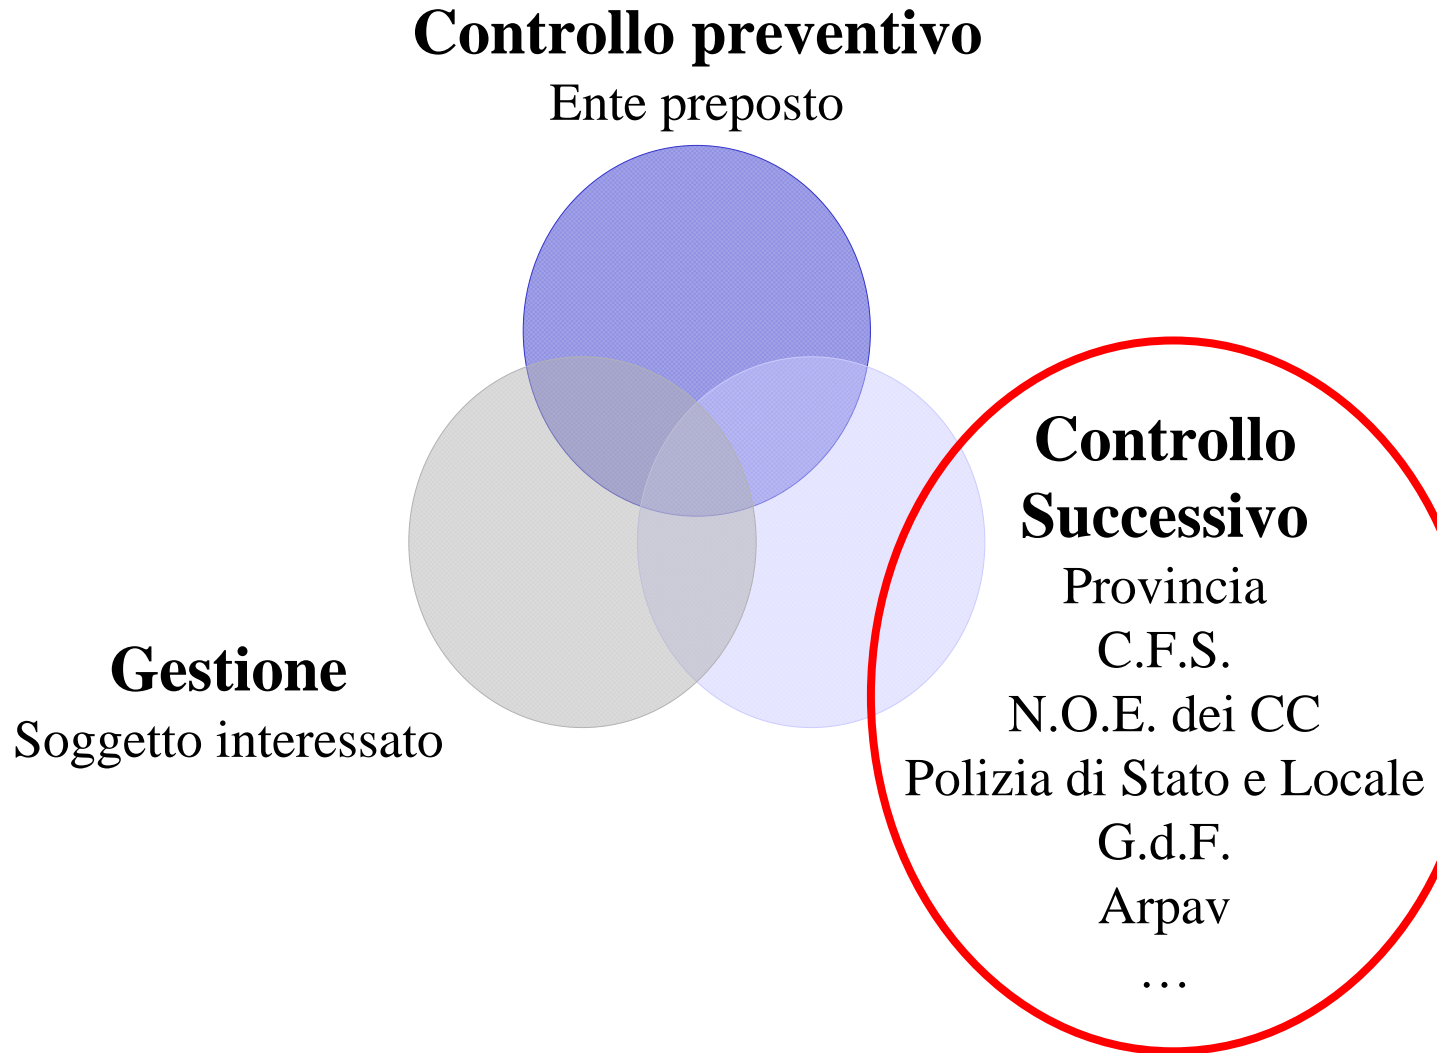 Controllo preventivo
Ente preposto
Controllo
Successivo
Provincia
C.F.S.
N.O.E. dei CC
Polizia di Stato e Locale
G.d.F.
Arpav
…
Gestione
Soggetto interessato